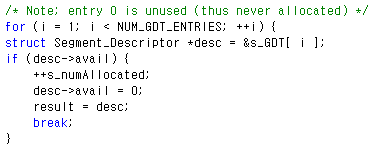 /* Note: entry 0 is unused (thus never allocated) */
for (i = 1; i < NUM_GDT_ENTRIES; ++i) {
struct Segment_Descriptor *desc = &s_GDT[ i ];
if (desc->avail) {
    ++s_numAllocated;
    desc->avail = 0;
    result = desc;
    break;
}